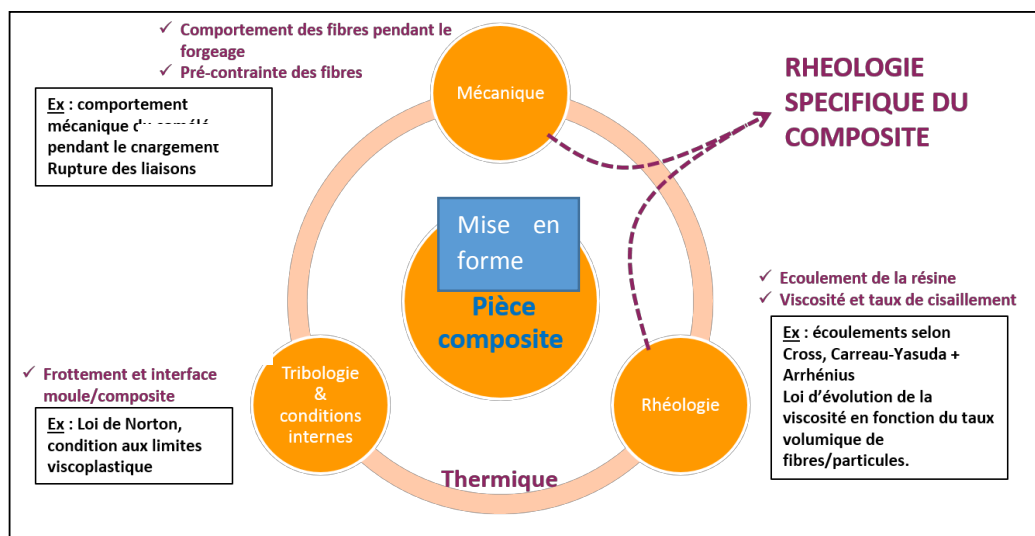 ✓ Comportement des fibres pendant le
forgeage
✓ Pré-contrainte des fibres
Ex : comportement
mécanique
pendant le chargement
Rupture des liaisons
Mécanique
RHEOLOGIE
SPECIFIQUE DU
COMPOSITE
Mise en
forme
Pièce
composite
✓ Ecoulement de la résine
✓ Viscosité et taux de cisaillement
Ex : écoulements selon
Cross, Carreau-Yasuda +
Arrhénius
Loi d’évolution de la
viscosité en fonction du taux
volumique de
fibres/particules.
✓ Frottement et interface
moule/composite
Ex : Loi de Norton,
condition aux limites
viscoplastique
Tribologie
&
conditions
internes
Rhéologie
Thermique